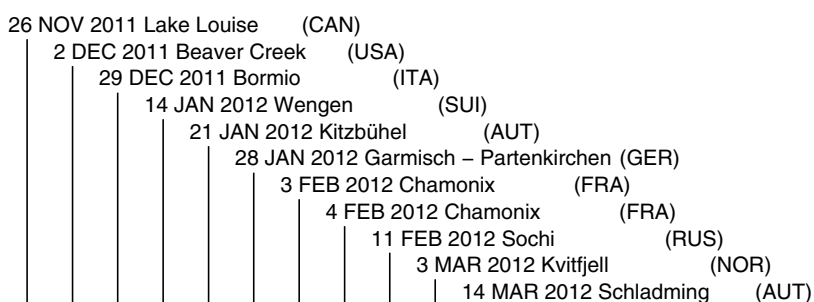 26 NOV 2011 Lake Louise (CAN)
2 DEC 2011 Beaver Creek (USA)
29 DEC 2011 Bormio (ITA)
14 JAN 2012 Wengen (SUI)
21 JAN 2012 Kitzbühel (AUT)
28 JAN 2012 Garmisch – Partenkirchen (GER)
3 FEB 2012 Chamonix (FRA)
4 FEB 2012 Chamonix (FRA)
11 FEB 2012 Sochi (RUS)
3 MAR 2012 Kvitfjell (NOR)
14 MAR 2012 Schladming (AUT)